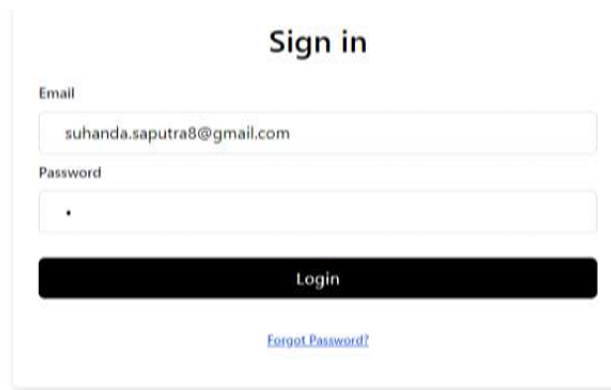 Sign in
Email
suhanda.saputra8@gmail.com
Password
•
Login
Forgot Password?